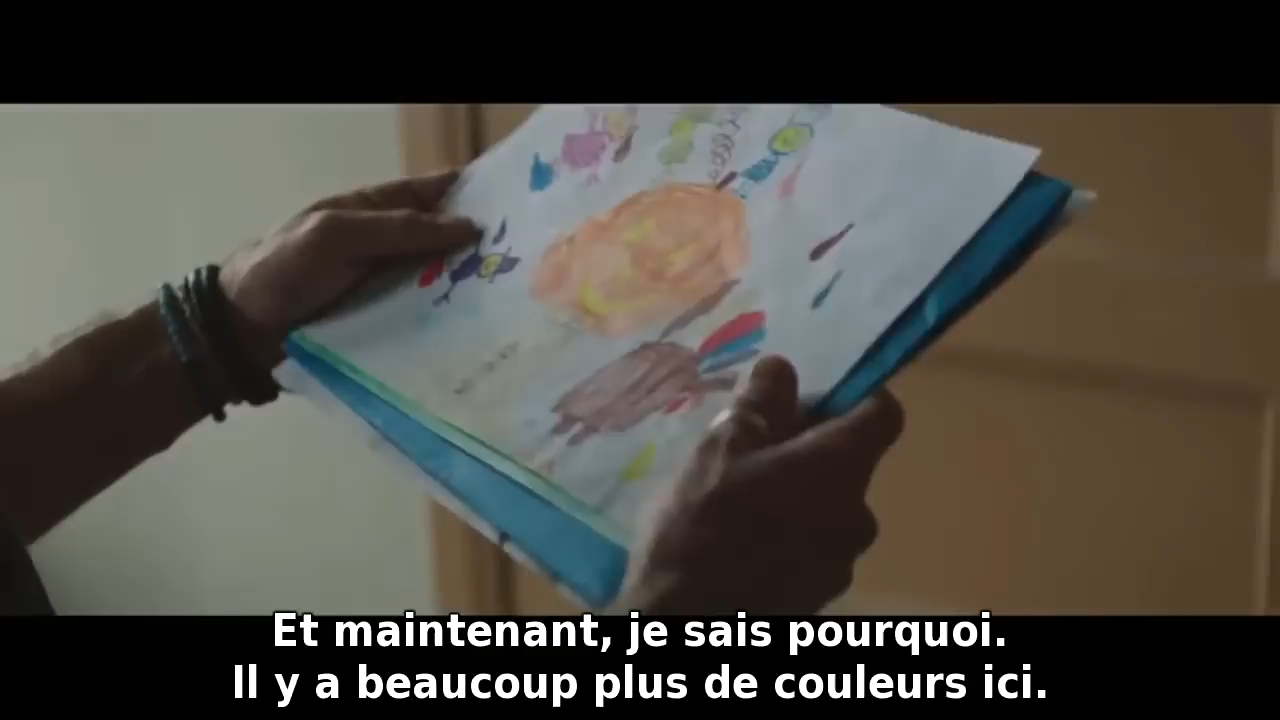 Et maintenant, je sais pourquoi.
Il y a beaucoup plus de couleurs ici.